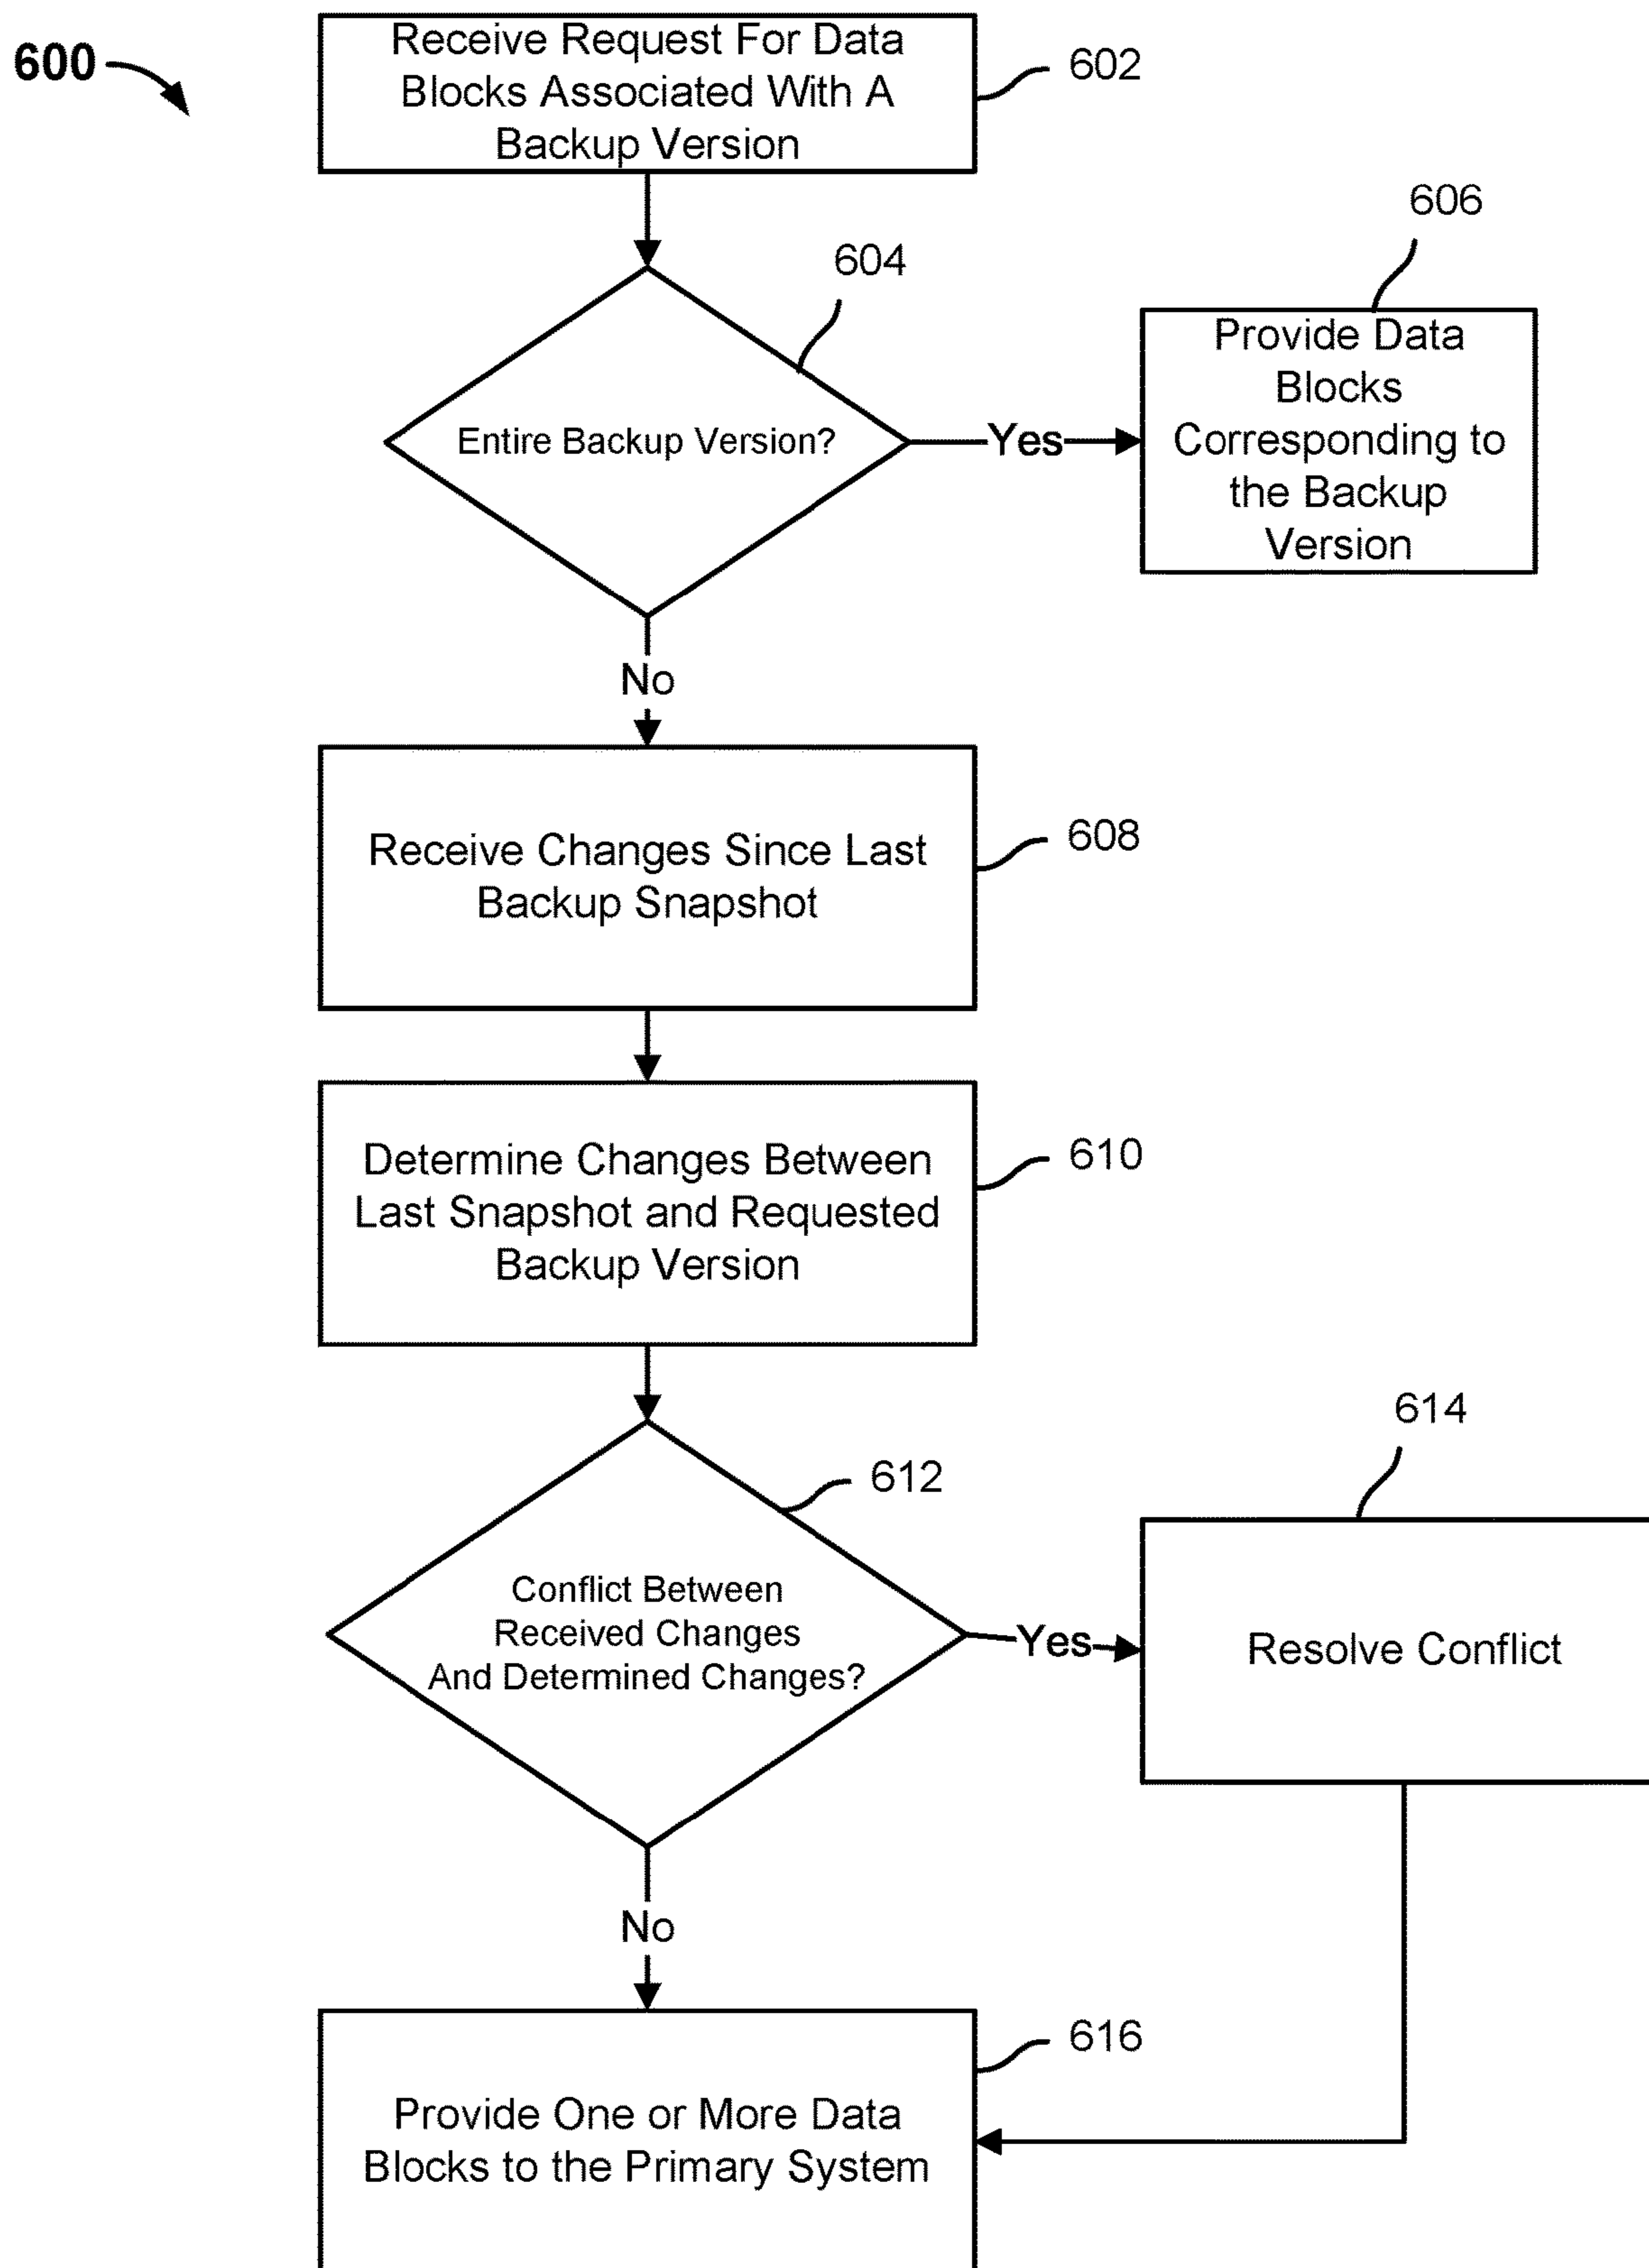 600
Receive Request For Data
Blocks Associated With A
Backup Version
602
604
606
Entire Backup Version?
Yes
Provide Data
Blocks
Corresponding to
the Backup
Version
No
Receive Changes Since Last
Backup Snapshot
608
Determine Changes Between
Last Snapshot and Requested
Backup Version
610
612
614
Conflict Between
Received Changes
And Determined Changes?
Yes
Resolve Conflict
No
616
Provide One or More Data
Blocks to the Primary System